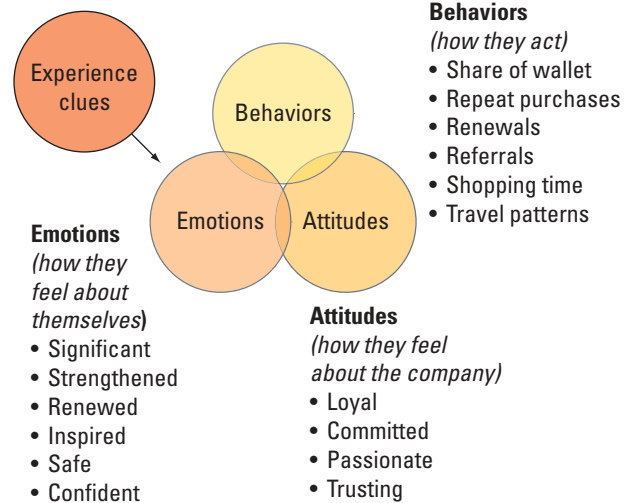 Experience
clues
Behaviors
Emotions
Attitudes
Behaviors
(how they act)
• Share of wallet
• Repeat purchases
• Renewals
• Referrals
• Shopping time
• Travel patterns
Emotions
(how they
feel about
themselves)
• Significant
• Strengthened
• Renewed
• Inspired
• Safe
• Confident
Attitudes
(how they feel
about the company)
• Loyal
• Committed
• Passionate
• Trusting